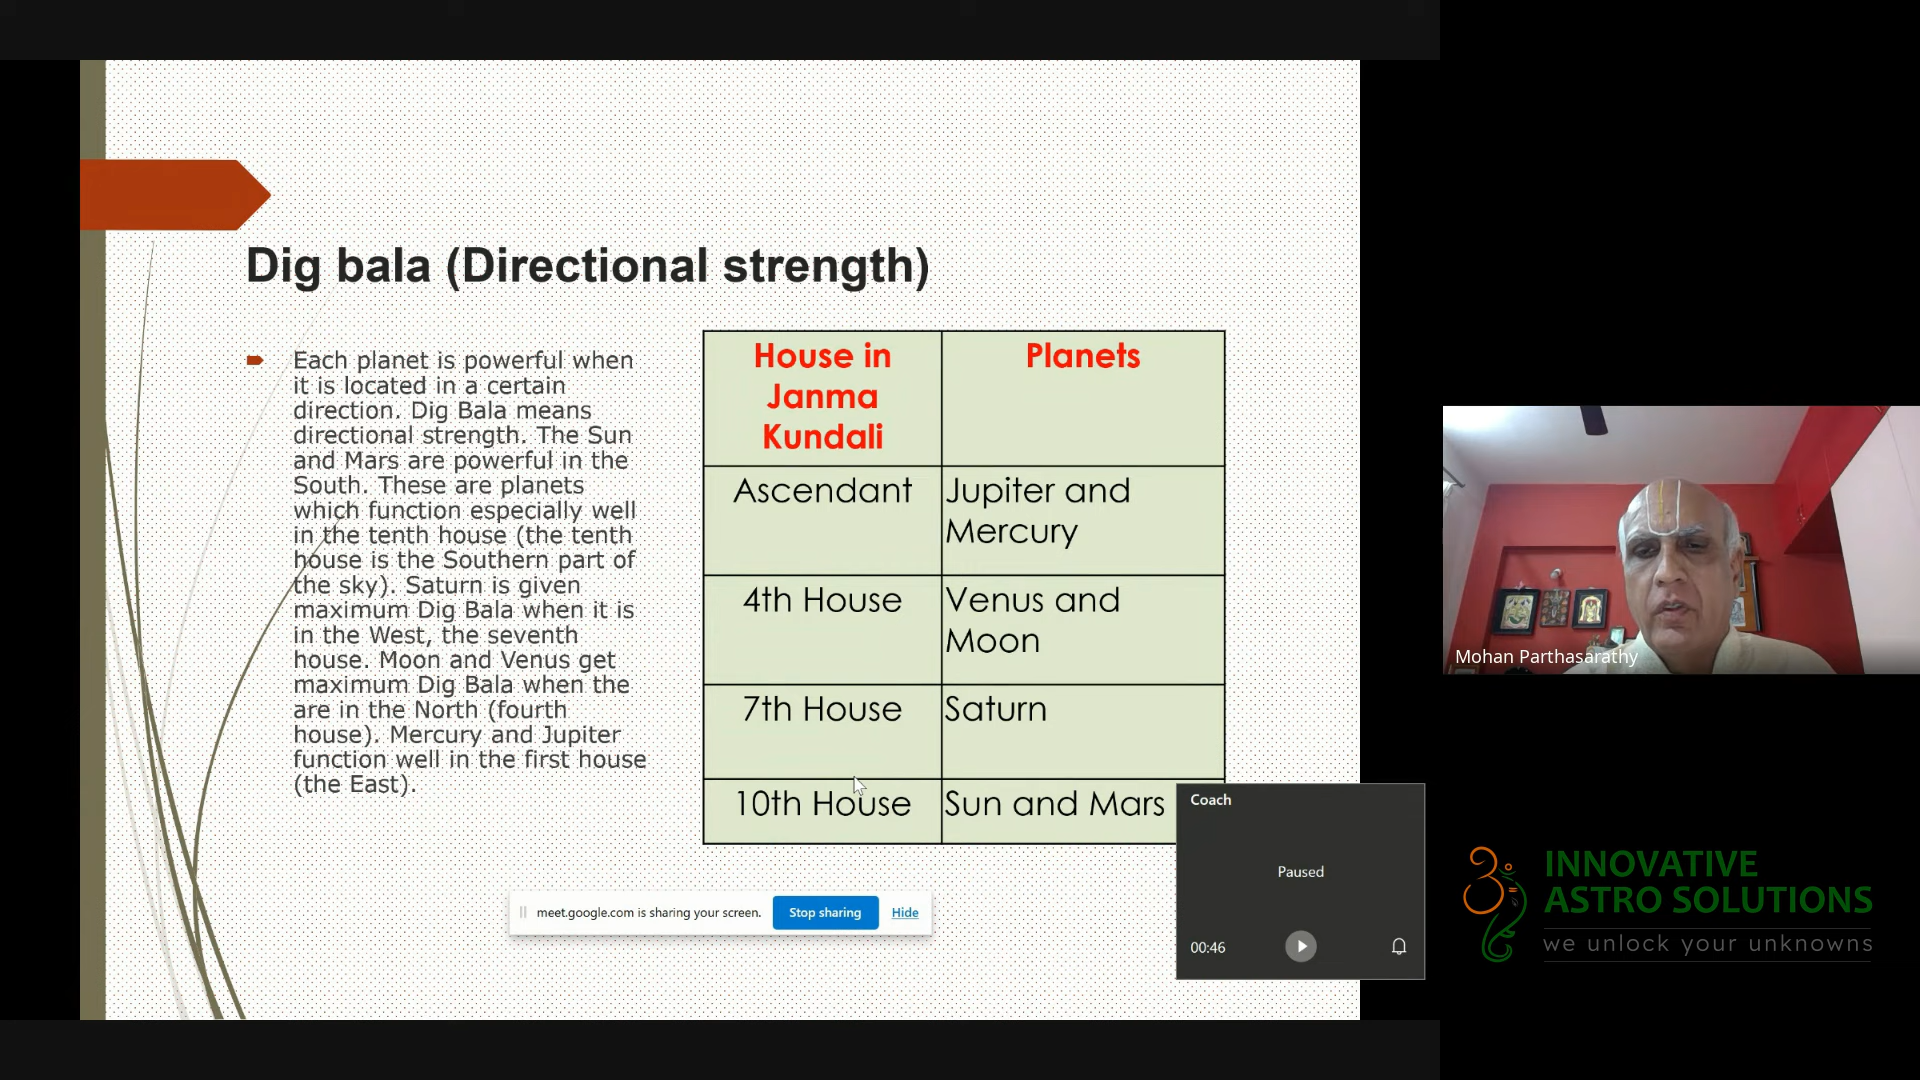 Dig bala (Directional strength)
Each planet is powerful when
it is located in a certain
direction. Dig Bala means
directional strength. The Sun
and Mars are powerful in the
South. These are planets
which function especially well
in the tenth house (the tenth
house is the Southern part of
the sky). Saturn is given
maximum Dig Bala when it is
in the West, the seventh
house. Moon and Venus get
maximum Dig Bala when the
are in the North (fourth
house). Mercury and Jupiter
function well in the first house
(the East).
House in
Janma
Kundali
Planets
Ascendant
Jupiter and
Mercury
4th House
Venus and
Moon
7th House
Saturn
10th House
Sun and Mars
meet.google.com is sharing your screen.
Stop sharing
Hide
Coach
Paused
00:46
Mohan Parthasarathy
INNOVATIVE
ASTRO SOLUTIONS
we unlock your unknowns